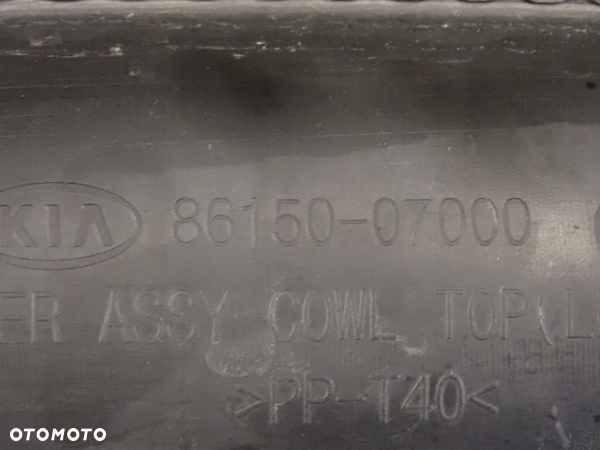 KIA 86150-07000
ER ASSY-COWL TOP(L
>PP-T40<
OTOMOTO